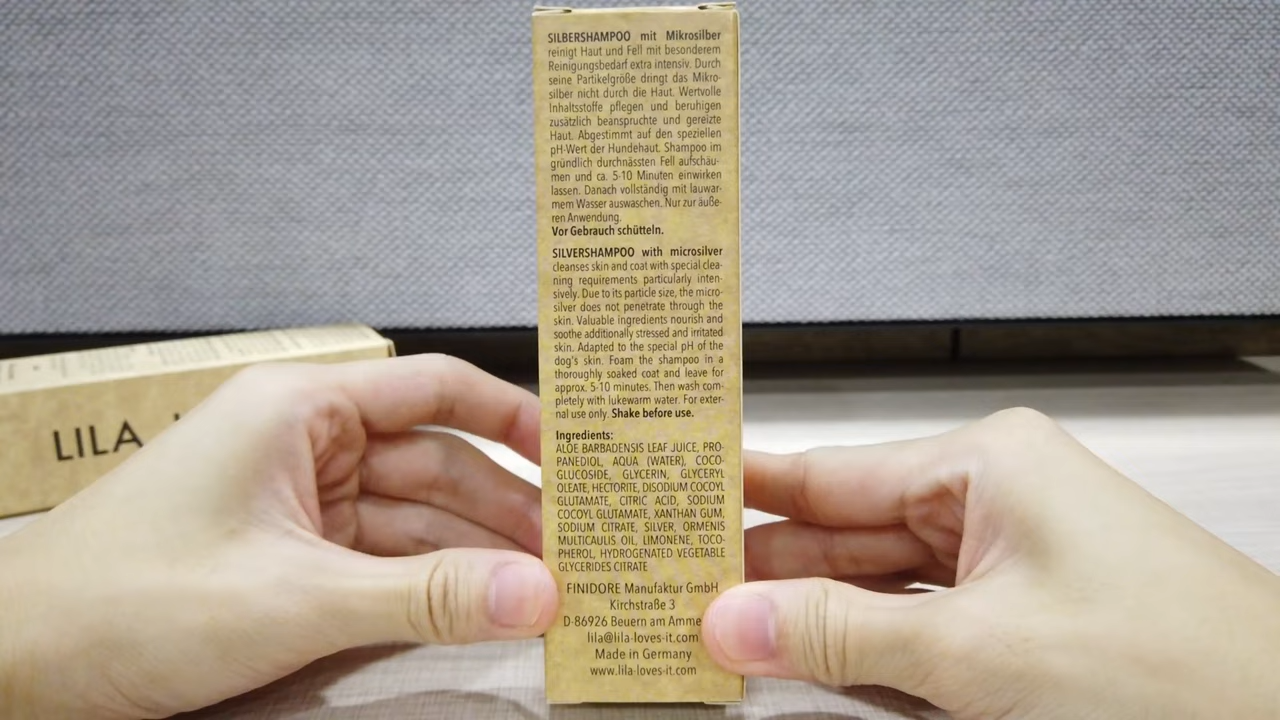 SILBERSHAMPOO mit Mikrosilber
reinigt Haut und Fell mit besonderem
Reinigungsbedarf extra intensiv. Durch
seine Partikelgröße dringt das Mikro-
silber nicht durch die Haut. Wertvolle
Inhaltsstoffe pflegen und beruhigen
zusätzlich beanspruchte und gereizte
Haut. Abgestimmt auf den speziellen
pH-Wert der Hundehaut. Shampoo im
gründlich durchnässten Fell aufschäu-
men und ca. 5-10 Minuten einwirken
lassen. Danach vollständig mit lauwar-
mem Wasser auswaschen. Nur zur äuße-
ren Anwendung.
Vor Gebrauch schütteln.
SILVERSHAMPOO with microsilver
cleanses skin and coat with special clea-
ning requirements particularly inten-
sively. Due to its particle size, the micro-
silver does not penetrate through the
skin. Valuable ingredients nourish and
soothe additionally stressed and irritated
skin. Adapted to the special pH of the
dog's skin. Foam the shampoo in a
thoroughly soaked coat and leave for
approx. 5-10 minutes. Then wash com-
pletely with lukewarm water. For exter-
nal use only. Shake before use.
Ingredients:
ALOE BARBADENSIS LEAF JUICE, PRO-
PANEDIOL, AQUA (WATER), COCO-
GLUCOSIDE, GLYCERIN, GLYCERYL
OLEATE, HECTORITE, DISODIUM COCOYL
GLUTAMATE, CITRIC ACID, SODIUM
COCOYL GLUTAMATE, XANTHAN GUM,
SODIUM CITRATE, SILVER, ORMENIS
MULTICAULIS OIL, LIMONENE, TOCO-
PHEROL, HYDROGENATED VEGETABLE
GLYCERIDES CITRATE
FINIDORE Manufaktur GmbH
Kirchstraße 3
D-86926 Beuern am Amme
lila@lila-loves-it.com
Made in Germany
www.lila-loves-it.com
LILA